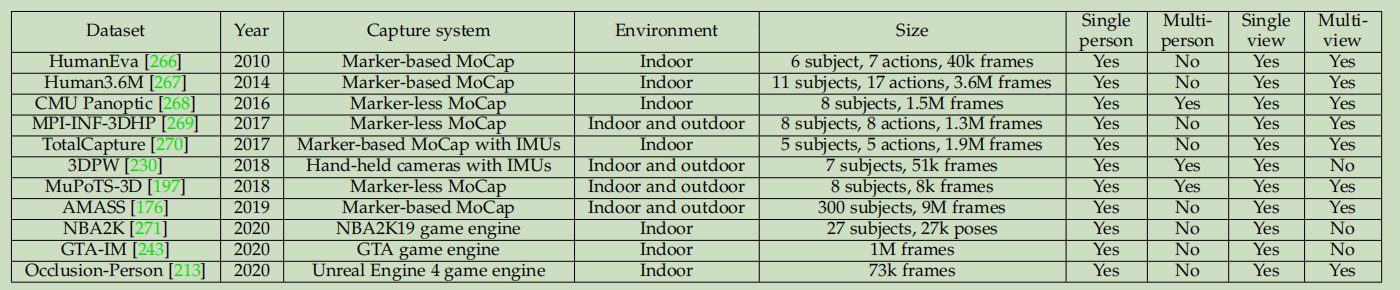 Dataset Year Capture system Environment Size Single person Multi-person Single view Multi-view
HumanEva [266] 2010 Marker-based MoCap Indoor 6 subject, 7 actions, 40k frames Yes No Yes Yes
Human3.6M [267] 2014 Marker-based MoCap Indoor 11 subjects, 17 actions, 3.6M frames Yes No Yes Yes
CMU Panoptic [268] 2016 Marker-less MoCap Indoor 8 subjects, 1.5M frames Yes Yes Yes Yes
MPI-INF-3DHP [269] 2017 Marker-less MoCap Indoor and outdoor 8 subjects, 8 actions, 1.3M frames Yes No Yes Yes
TotalCapture [270] 2017 Marker-based MoCap with IMUs Indoor 5 subjects, 5 actions, 1.9M frames Yes No Yes Yes
3DPW [230] 2018 Hand-held cameras with IMUs Indoor and outdoor 7 subjects, 51k frames Yes Yes Yes No
MuPoTS-3D [197] 2018 Marker-less MoCap Indoor and outdoor 8 subjects, 8k frames Yes Yes Yes Yes
AMASS [176] 2019 Marker-based MoCap Indoor and outdoor 300 subjects, 9M frames Yes No Yes Yes
NBA2K [271] 2020 NBA2K19 game engine Indoor 27 subjects, 27k poses Yes No Yes No
GTA-IM [243] 2020 GTA game engine Indoor 1M frames Yes No Yes No
Occlusion-Person [213] 2020 Unreal Engine 4 game engine Indoor 73k frames Yes No Yes Yes